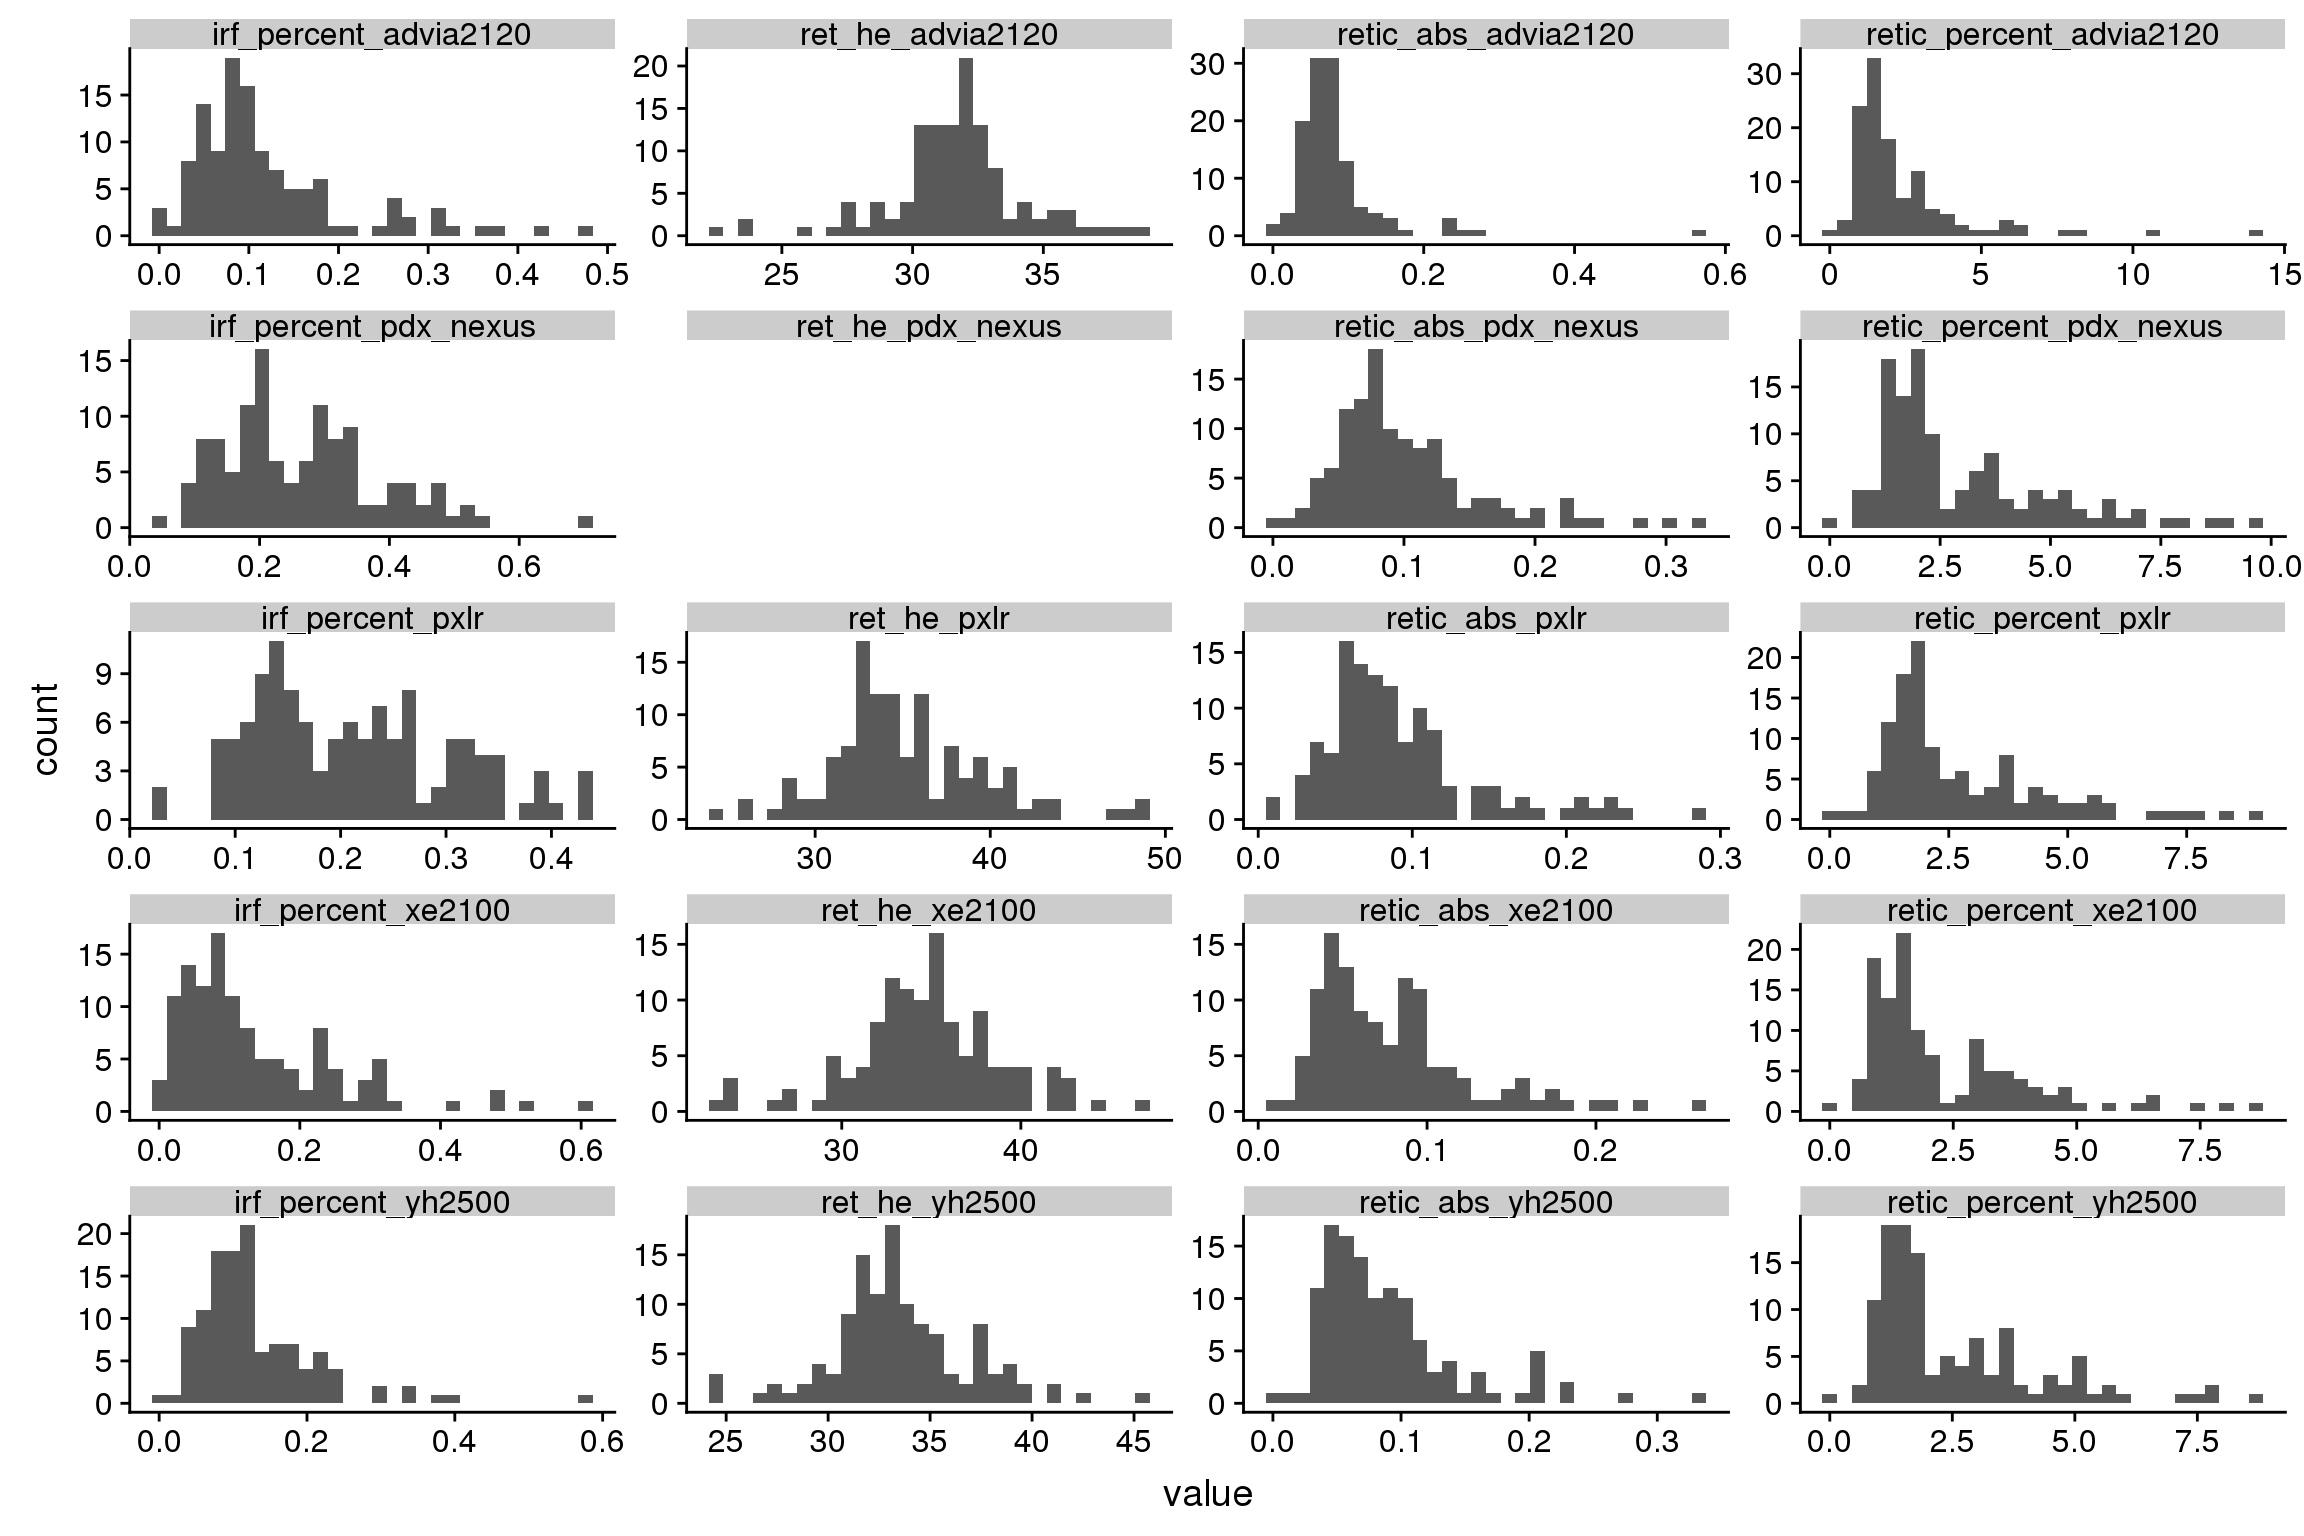 irf_percent_advia2120 ret_he_advia2120 retic_abs_advia2120 retic_percent_advia2120
15 10 5 0 20 15 10 5 0 30 20 10 0 30 20 10 0
0.0 0.1 0.2 0.3 0.4 0.5 25 30 35 0.0 0.2 0.4 0.6 0 5 10 15
irf_percent_pdx_nexus ret_he_pdx_nexus retic_abs_pdx_nexus retic_percent_pdx_nexus
15 10 5 0 15 10 5 0 15 10 5 0
0.0 0.2 0.4 0.6 0.0 0.1 0.2 0.3 0.0 2.5 5.0 7.5 10.0
irf_percent_pxlr ret_he_pxlr retic_abs_pxlr retic_percent_pxlr
count
9 6 3 0 15 10 5 0 15 10 5 0 20 15 10 5 0
0.0 0.1 0.2 0.3 0.4 30 40 50 0.0 0.1 0.2 0.3 0.0 2.5 5.0 7.5
irf_percent_xe2100 ret_he_xe2100 retic_abs_xe2100 retic_percent_xe2100
15 10 5 0 15 10 5 0 15 10 5 0 20 15 10 5 0
0.0 0.2 0.4 0.6 30 40 0.0 0.1 0.2 0.0 2.5 5.0 7.5
irf_percent_yh2500 ret_he_yh2500 retic_abs_yh2500 retic_percent_yh2500
20 15 10 5 0 15 10 5 0 15 10 5 0 15 10 5 0
0.0 0.2 0.4 0.6 25 30 35 40 45 0.0 0.1 0.2 0.3 0.0 2.5 5.0 7.5
value